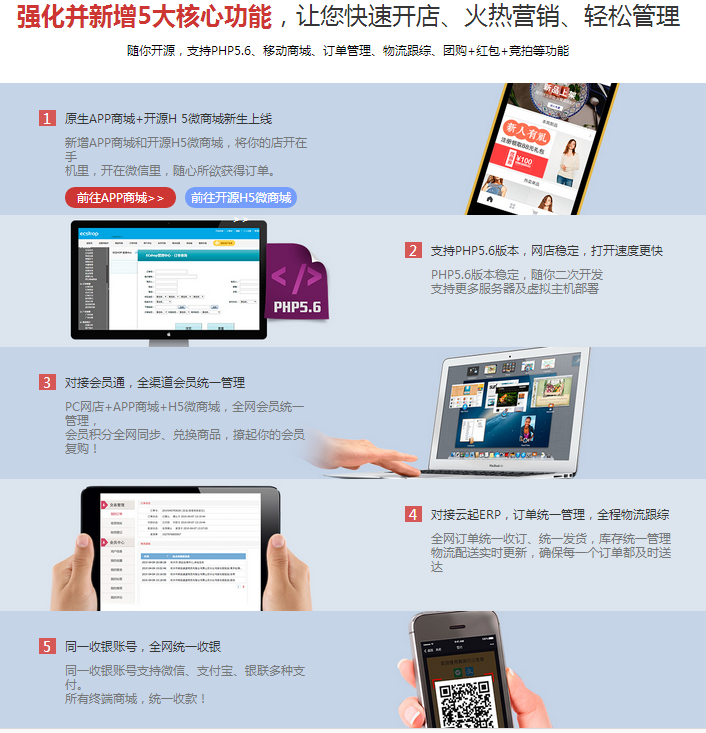 强化并新增5大核心功能，让您快速开店、火热营销、轻松管理
随你开源，支持PHP5.6、移动商城、订单管理、物流跟综、团购+红包+竞拍等功能
1 原生APP商城+开源H 5微商城新生上线
新增APP商城和开源H5微商城，将你的店开在
手
机里，开在微信里，随心所欲获得订单。
前往APP商城>> 前往开源H5微商城
>>
新品上架
新人有礼
注册领取88元礼包
¥100
ecshop
</>
PHP5.6
2 支持PHP5.6版本，网店稳定，打开速度更快
PHP5.6版本稳定，随你二次开发
支持更多服务器及虚拟主机部署
3 对接会员通，全渠道会员统一管理
PC网店+APP商城+H5微商城，全网会员统一
管理，
会员积分全网同步、兑换商品，撩起你的会员
复购！
4 对接云起ERP，订单统一管理，全程物流跟综
全网订单统一收订、统一发货，库存统一管理
物流配送实时更新，确保每一个订单都及时送
达
5 同一收银账号，全网统一收银
同一收银账号支持微信、支付宝、银联多种支
付。
所有终端商城，统一收款！